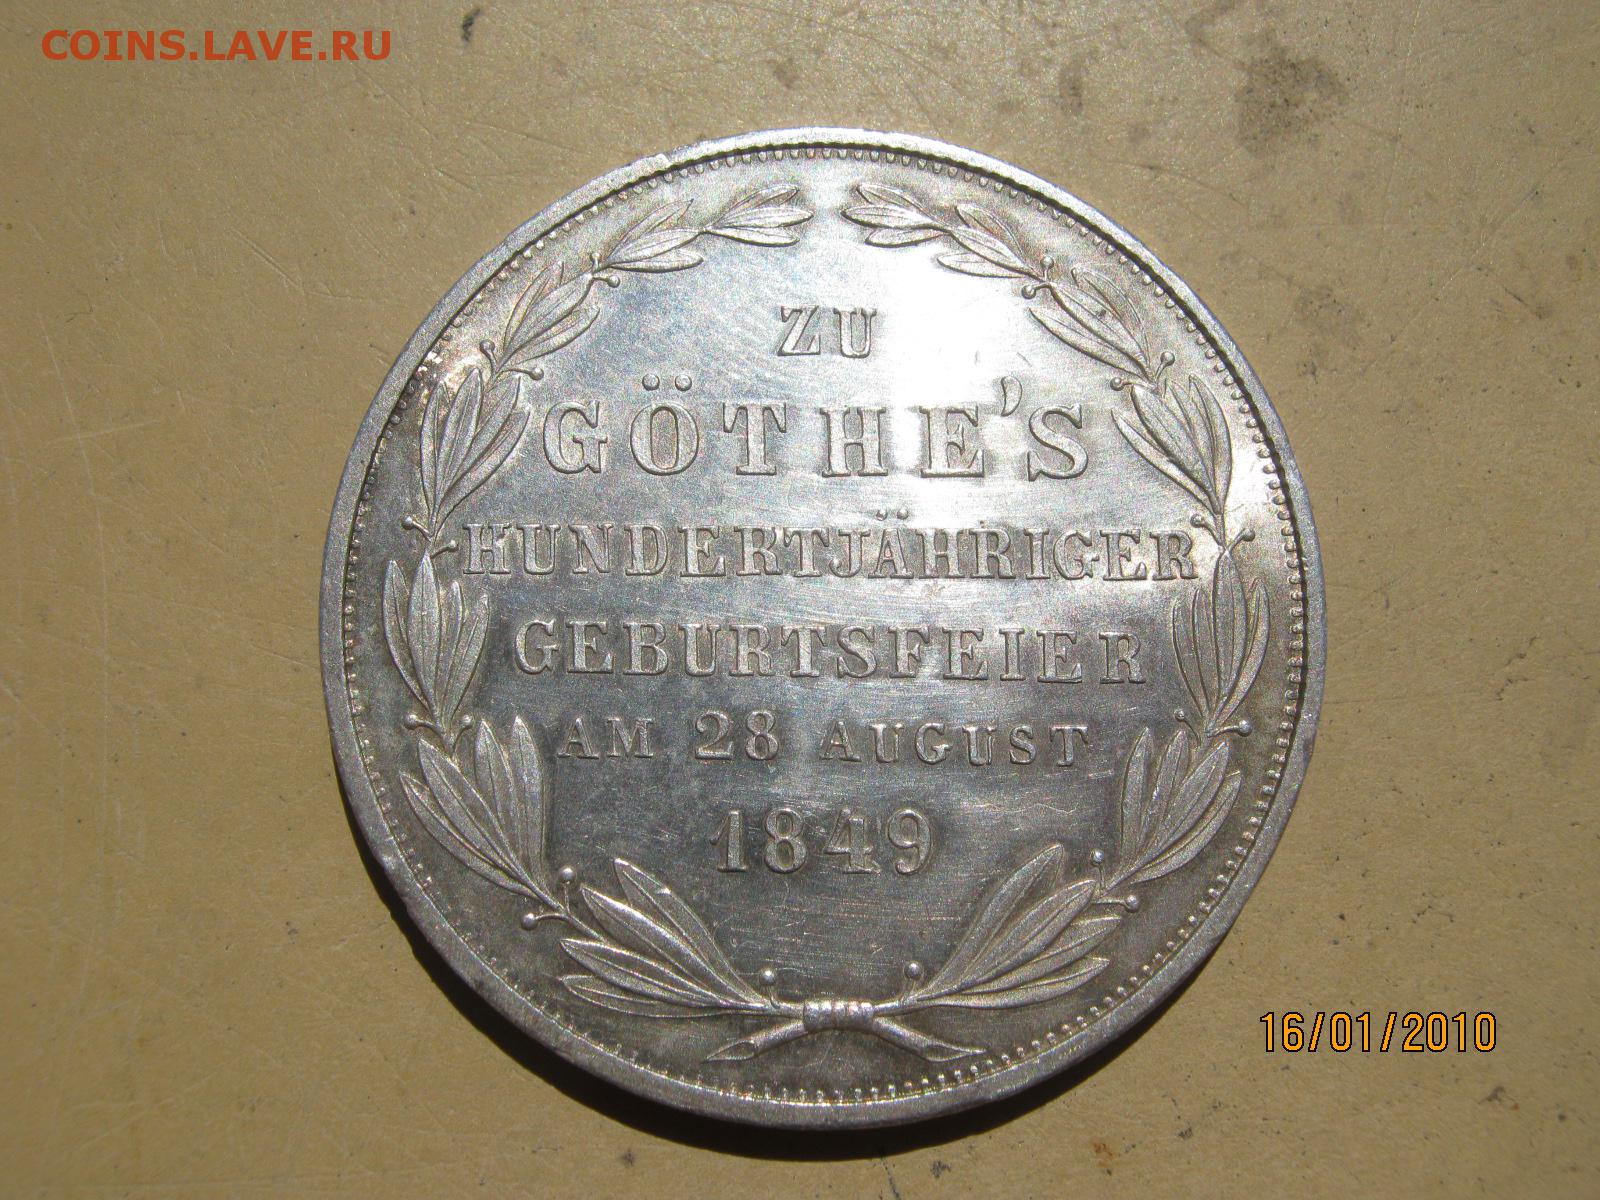 COINS.LAVE.RU
ZU
GÖTHE'S
HUNDERTJÄHRIGER
GEBURTSFEIER
AM 28 AUGUST
1849
16/01/2010